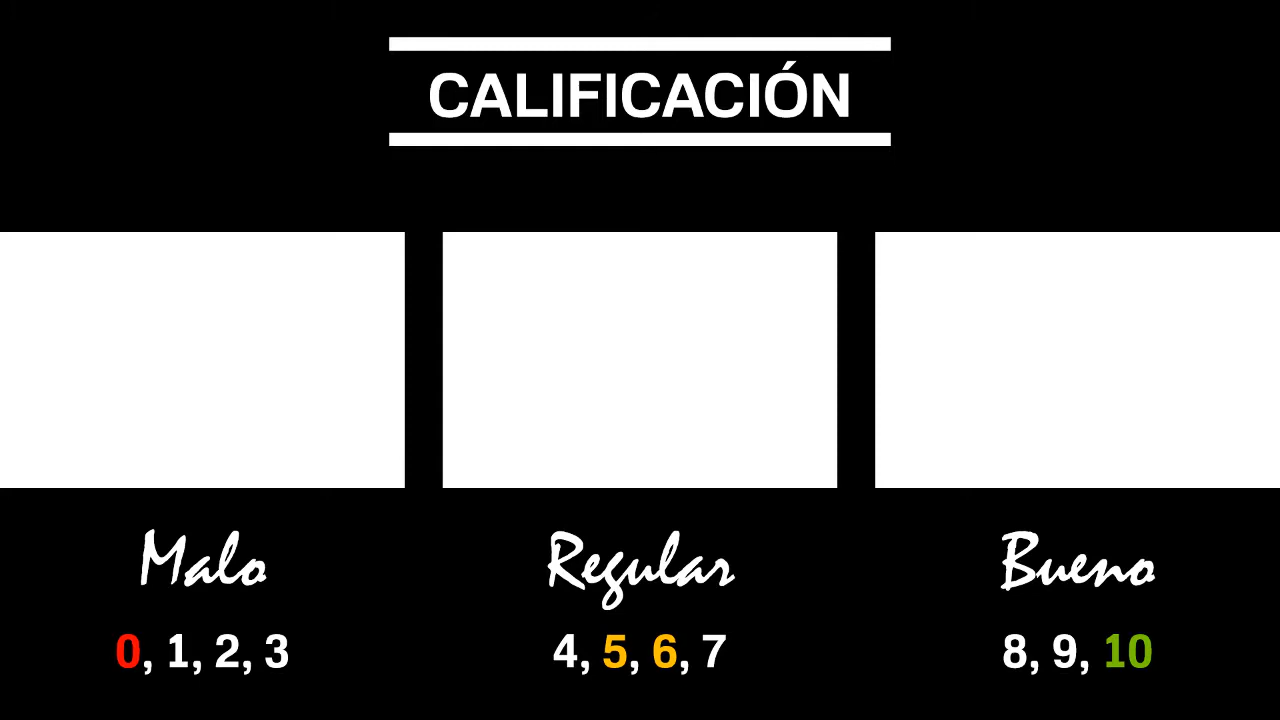 CALIFICACIÓN
Malo
Regular
Bueno
0, 1, 2, 3
4, 5, 6, 7
8, 9, 10